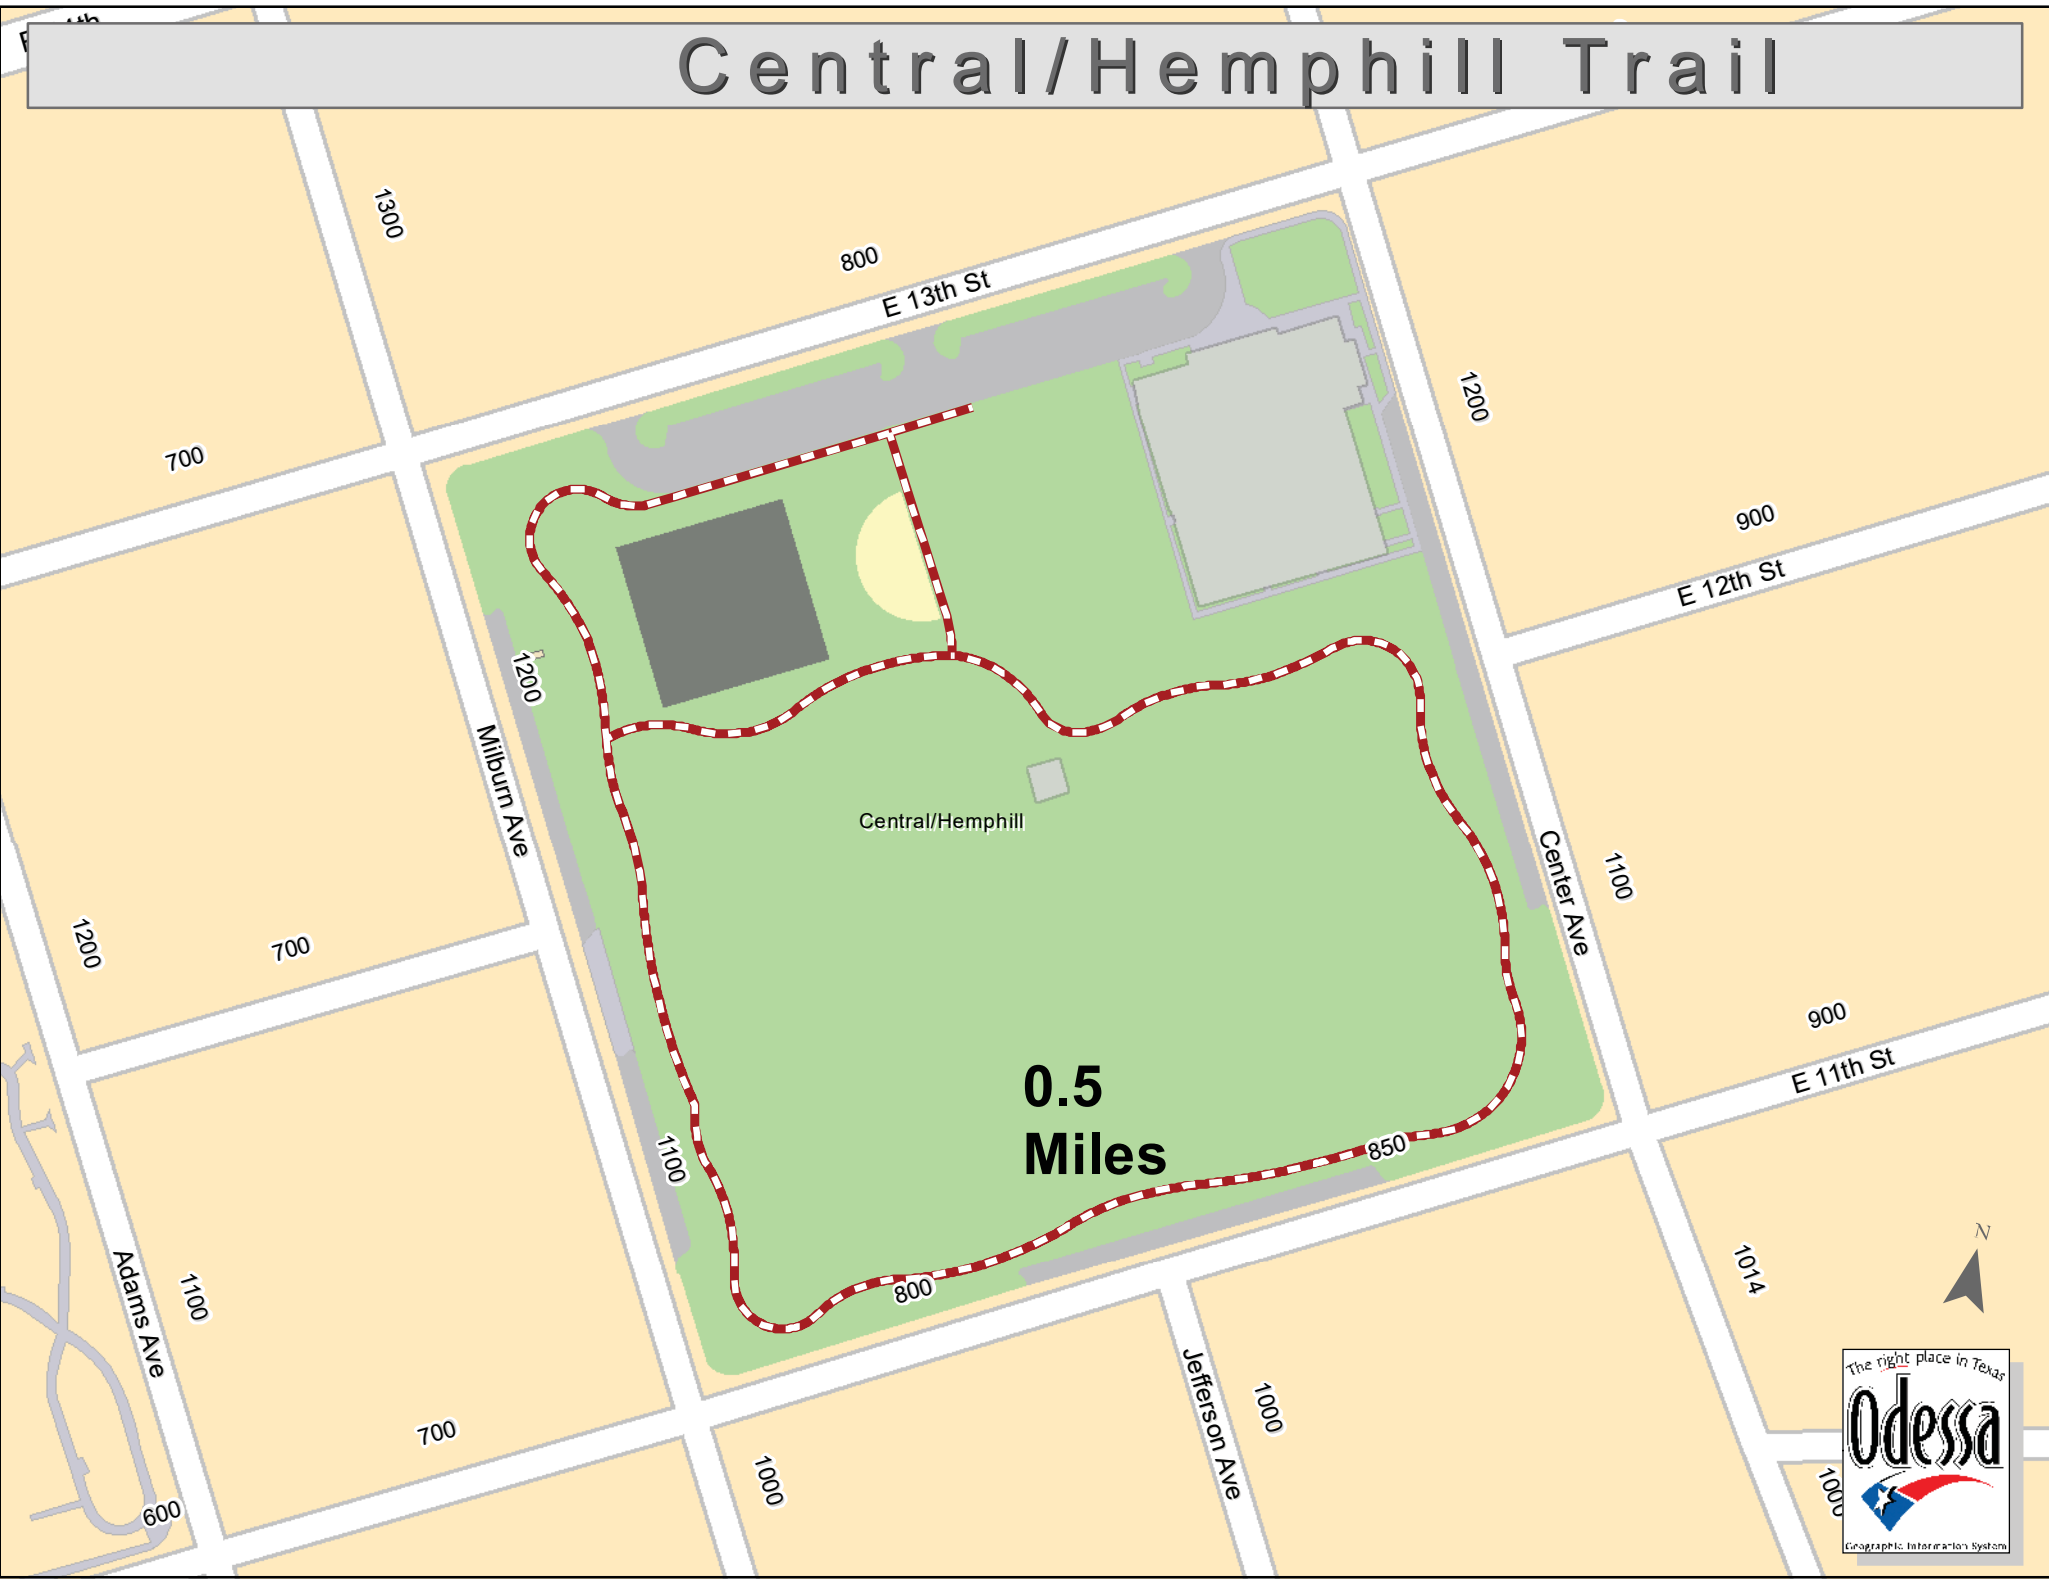 E 4th
Central/Hemphill Trail
1300
800
E 13th St
700
1200
900
E 12th St
1200
Milburn Ave
Central/Hemphill
Center Ave
1100
1200
700
900
E 11th St
0.5
Miles
850
1100
800
1014
N
Adams Ave
1100
Jefferson Ave
1000
700
1000
600
1000
The right place in Texas
Odessa
Geographic Information System